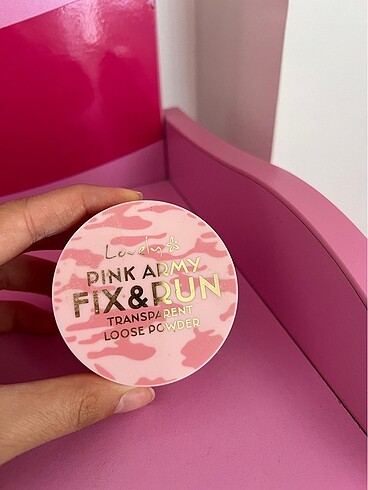 Lovely
PINK ARMY
FIX&RUN
TRANSPARENT
LOOSE POWDER